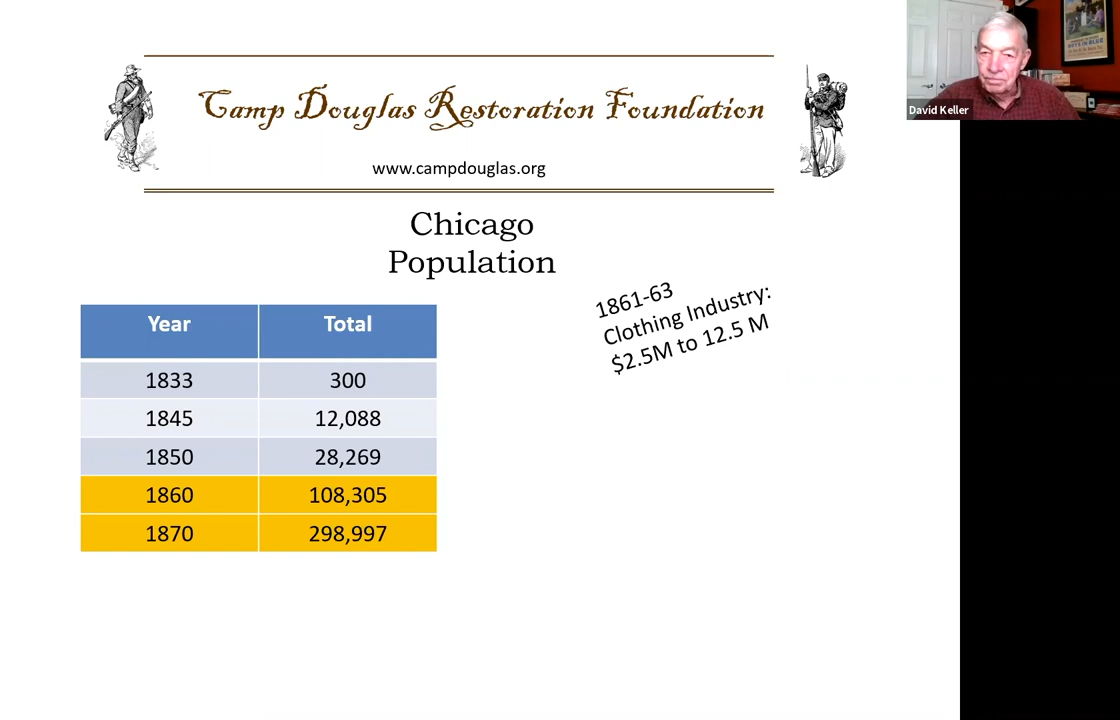 Camp Douglas Restoration Foundation
www.campdouglas.org
Chicago
Population
1861-63
Clothing Industry:
$2.5M to 12.5 M
Year Total
1833 300
1845 12,088
1850 28,269
1860 108,305
1870 298,997
David Keller